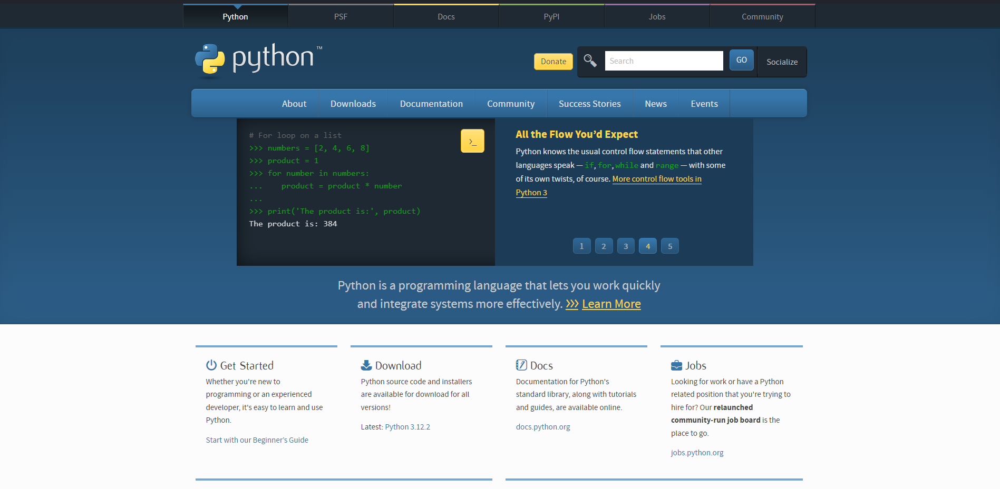 Python PSF Docs PyPI Jobs Community
python™
Donate Search GO Socialize
About Downloads Documentation Community Success Stories News Events
# For loop on a list
>>> numbers = [2, 4, 6, 8]
>>> product = 1
>>> for number in numbers:
...    product = product * number
...
>>> print('The product is:', product)
The product is: 384
>_
All the Flow You’d Expect
Python knows the usual control flow statements that other
languages speak — if, for, while and range — with some
of its own twists, of course. More control flow tools in
Python 3
1 2 3 4 5
Python is a programming language that lets you work quickly
and integrate systems more effectively. >>> Learn More
Get Started
Whether you're new to
programming or an experienced
developer, it's easy to learn and use
Python.
Start with our Beginner’s Guide
Download
Python source code and installers
are available for download for all
versions!
Latest: Python 3.12.2
Docs
Documentation for Python's
standard library, along with tutorials
and guides, are available online.
docs.python.org
Jobs
Looking for work or have a Python
related position that you're trying to
hire for? Our relaunched
community-run job board is the
place to go.
jobs.python.org